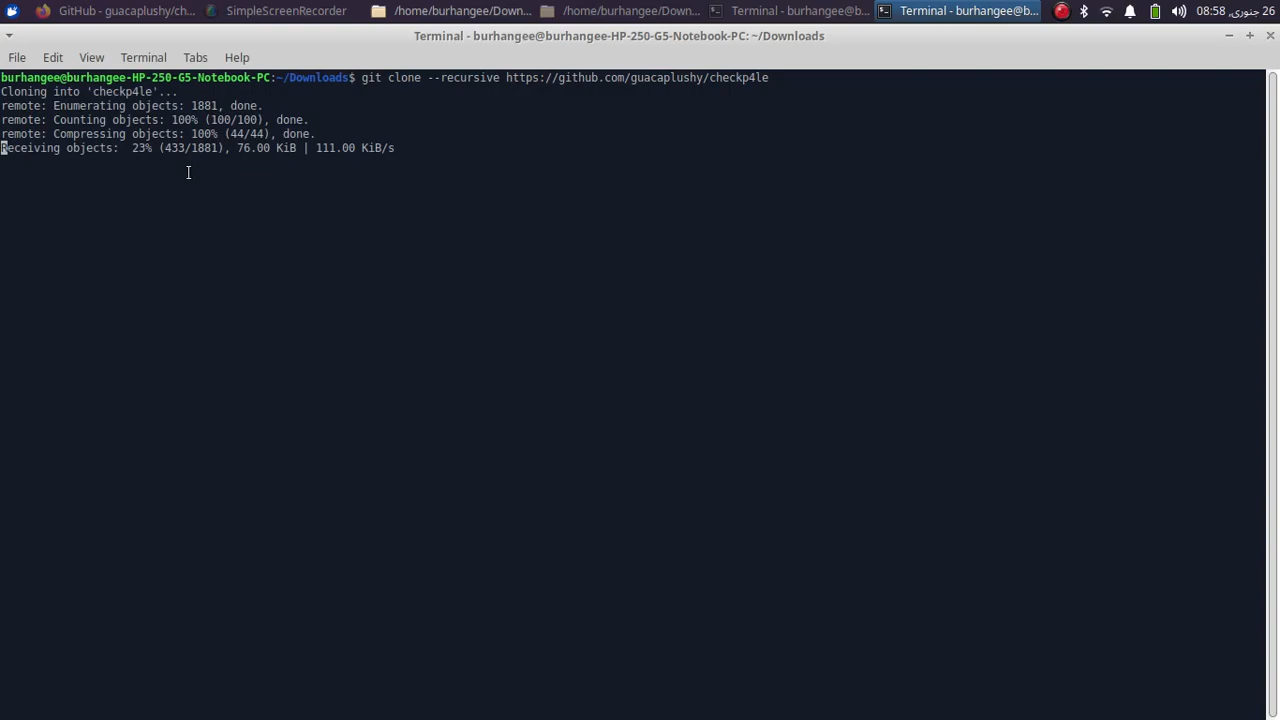 GitHub - guacaplushy/ch...
SimpleScreenRecorder
/home/burhangee/Down...
/home/burhangee/Down...
Terminal - burhangee@b...
Terminal - burhangee@b...
26 جنوری, 08:58
Terminal - burhangee@burhangee-HP-250-G5-Notebook-PC: ~/Downloads
File Edit View Terminal Tabs Help
burhangee@burhangee-HP-250-G5-Notebook-PC:~/Downloads$ git clone --recursive https://github.com/guacaplushy/checkp4le
Cloning into 'checkp4le'...
remote: Enumerating objects: 1881, done.
remote: Counting objects: 100% (100/100), done.
remote: Compressing objects: 100% (44/44), done.
Receiving objects:  23% (433/1881), 76.00 KiB | 111.00 KiB/s